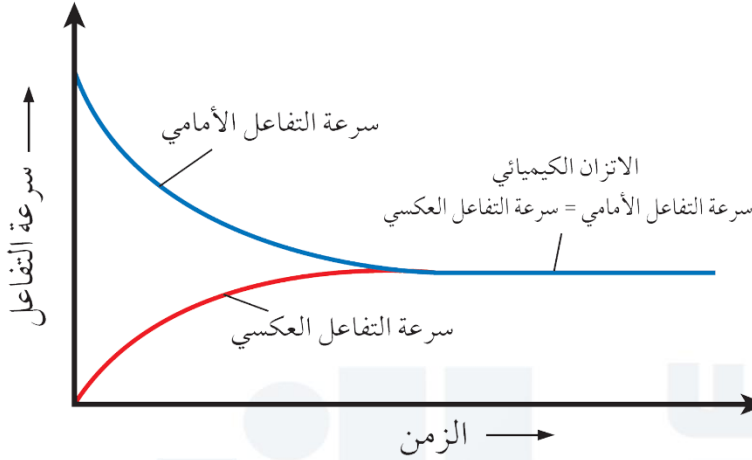 سرعة التفاعل الأمامي
الاتزان الكيميائي
سرعة التفاعل الأمامي = سرعة التفاعل العكسي
سرعة التفاعل العكسي
سرعة التفاعل
الزمن